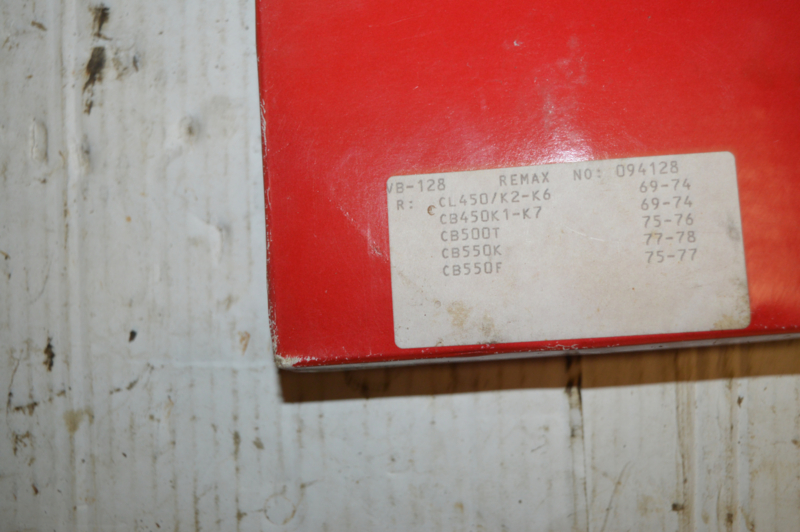 VB-128 REMAX NO: 094128
R: CL450/K2-K6 69-74
CB450K1-K7 69-74
CB500T 75-76
CB550K 77-78
CB550F 75-77